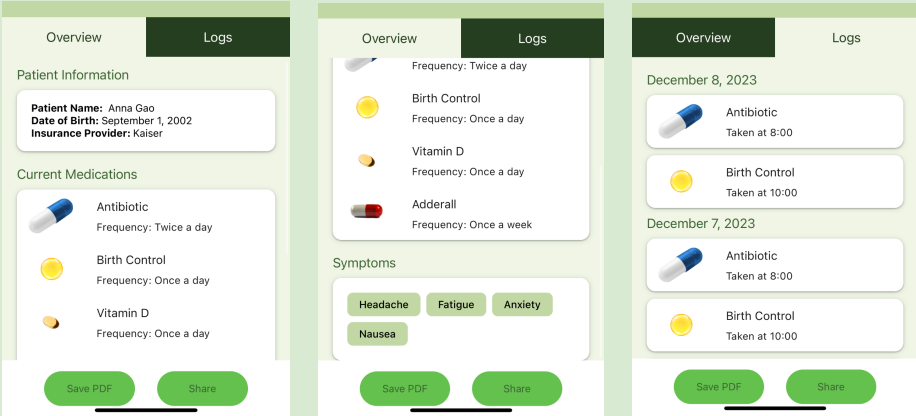 Overview
Logs
Patient Information
Patient Name: Anna Gao
Date of Birth: September 1, 2002
Insurance Provider: Kaiser
Current Medications
Antibiotic
Frequency: Twice a day
Birth Control
Frequency: Once a day
Vitamin D
Frequency: Once a day
Save PDF
Share
Overview
Logs
Frequency: Twice a day
Birth Control
Frequency: Once a day
Vitamin D
Frequency: Once a day
Adderall
Frequency: Once a week
Symptoms
Headache
Fatigue
Anxiety
Nausea
Save PDF
Share
Overview
Logs
December 8, 2023
Antibiotic
Taken at 8:00
Birth Control
Taken at 10:00
December 7, 2023
Antibiotic
Taken at 8:00
Birth Control
Taken at 10:00
Save PDF
Share